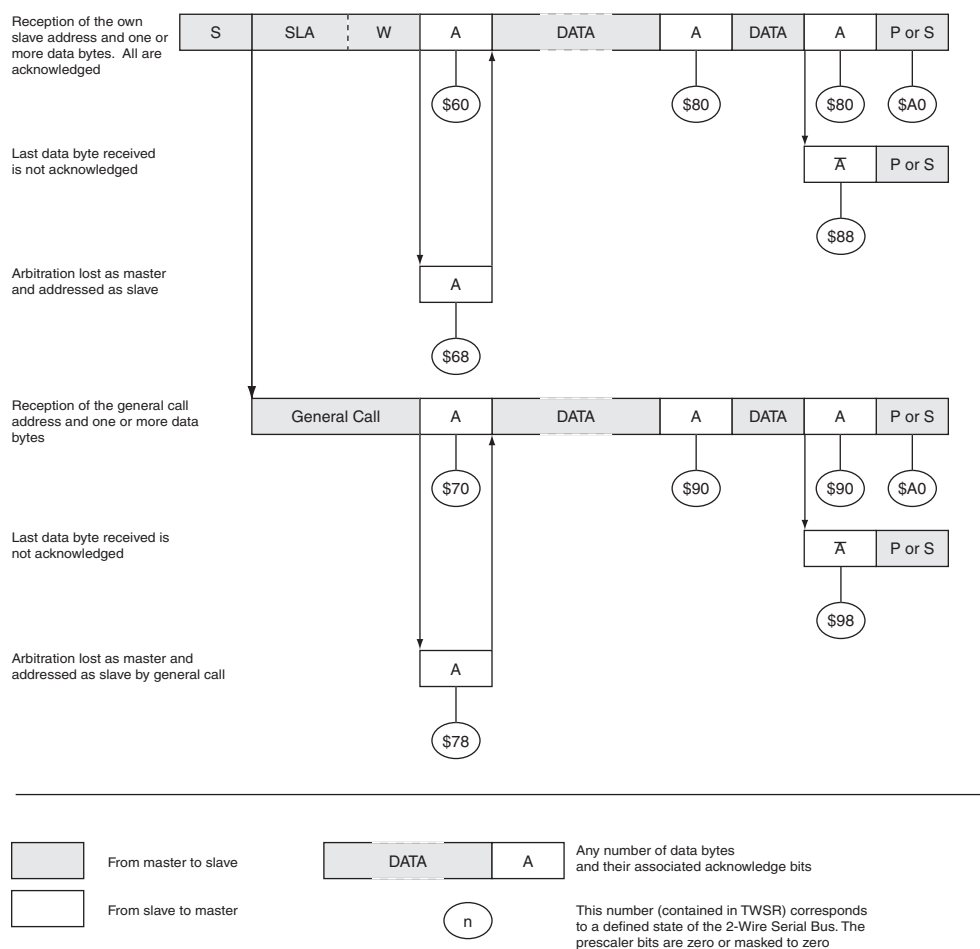 Reception of the own
slave address and one or
more data bytes. All are
acknowledged
S SLA W A DATA A DATA A P or S
$60 $80 $80 $A0
Last data byte received
is not acknowledged
A̅ P or S
$88
Arbitration lost as master
and addressed as slave
A
$68
Reception of the general call
address and one or more data
bytes
General Call A DATA A DATA A P or S
$70 $90 $90 $A0
Last data byte received is
not acknowledged
A̅ P or S
$98
Arbitration lost as master and
addressed as slave by general call
A
$78
From master to slave
DATA A
Any number of data bytes
and their associated acknowledge bits
From slave to master
n
This number (contained in TWSR) corresponds
to a defined state of the 2-Wire Serial Bus. The
prescaler bits are zero or masked to zero